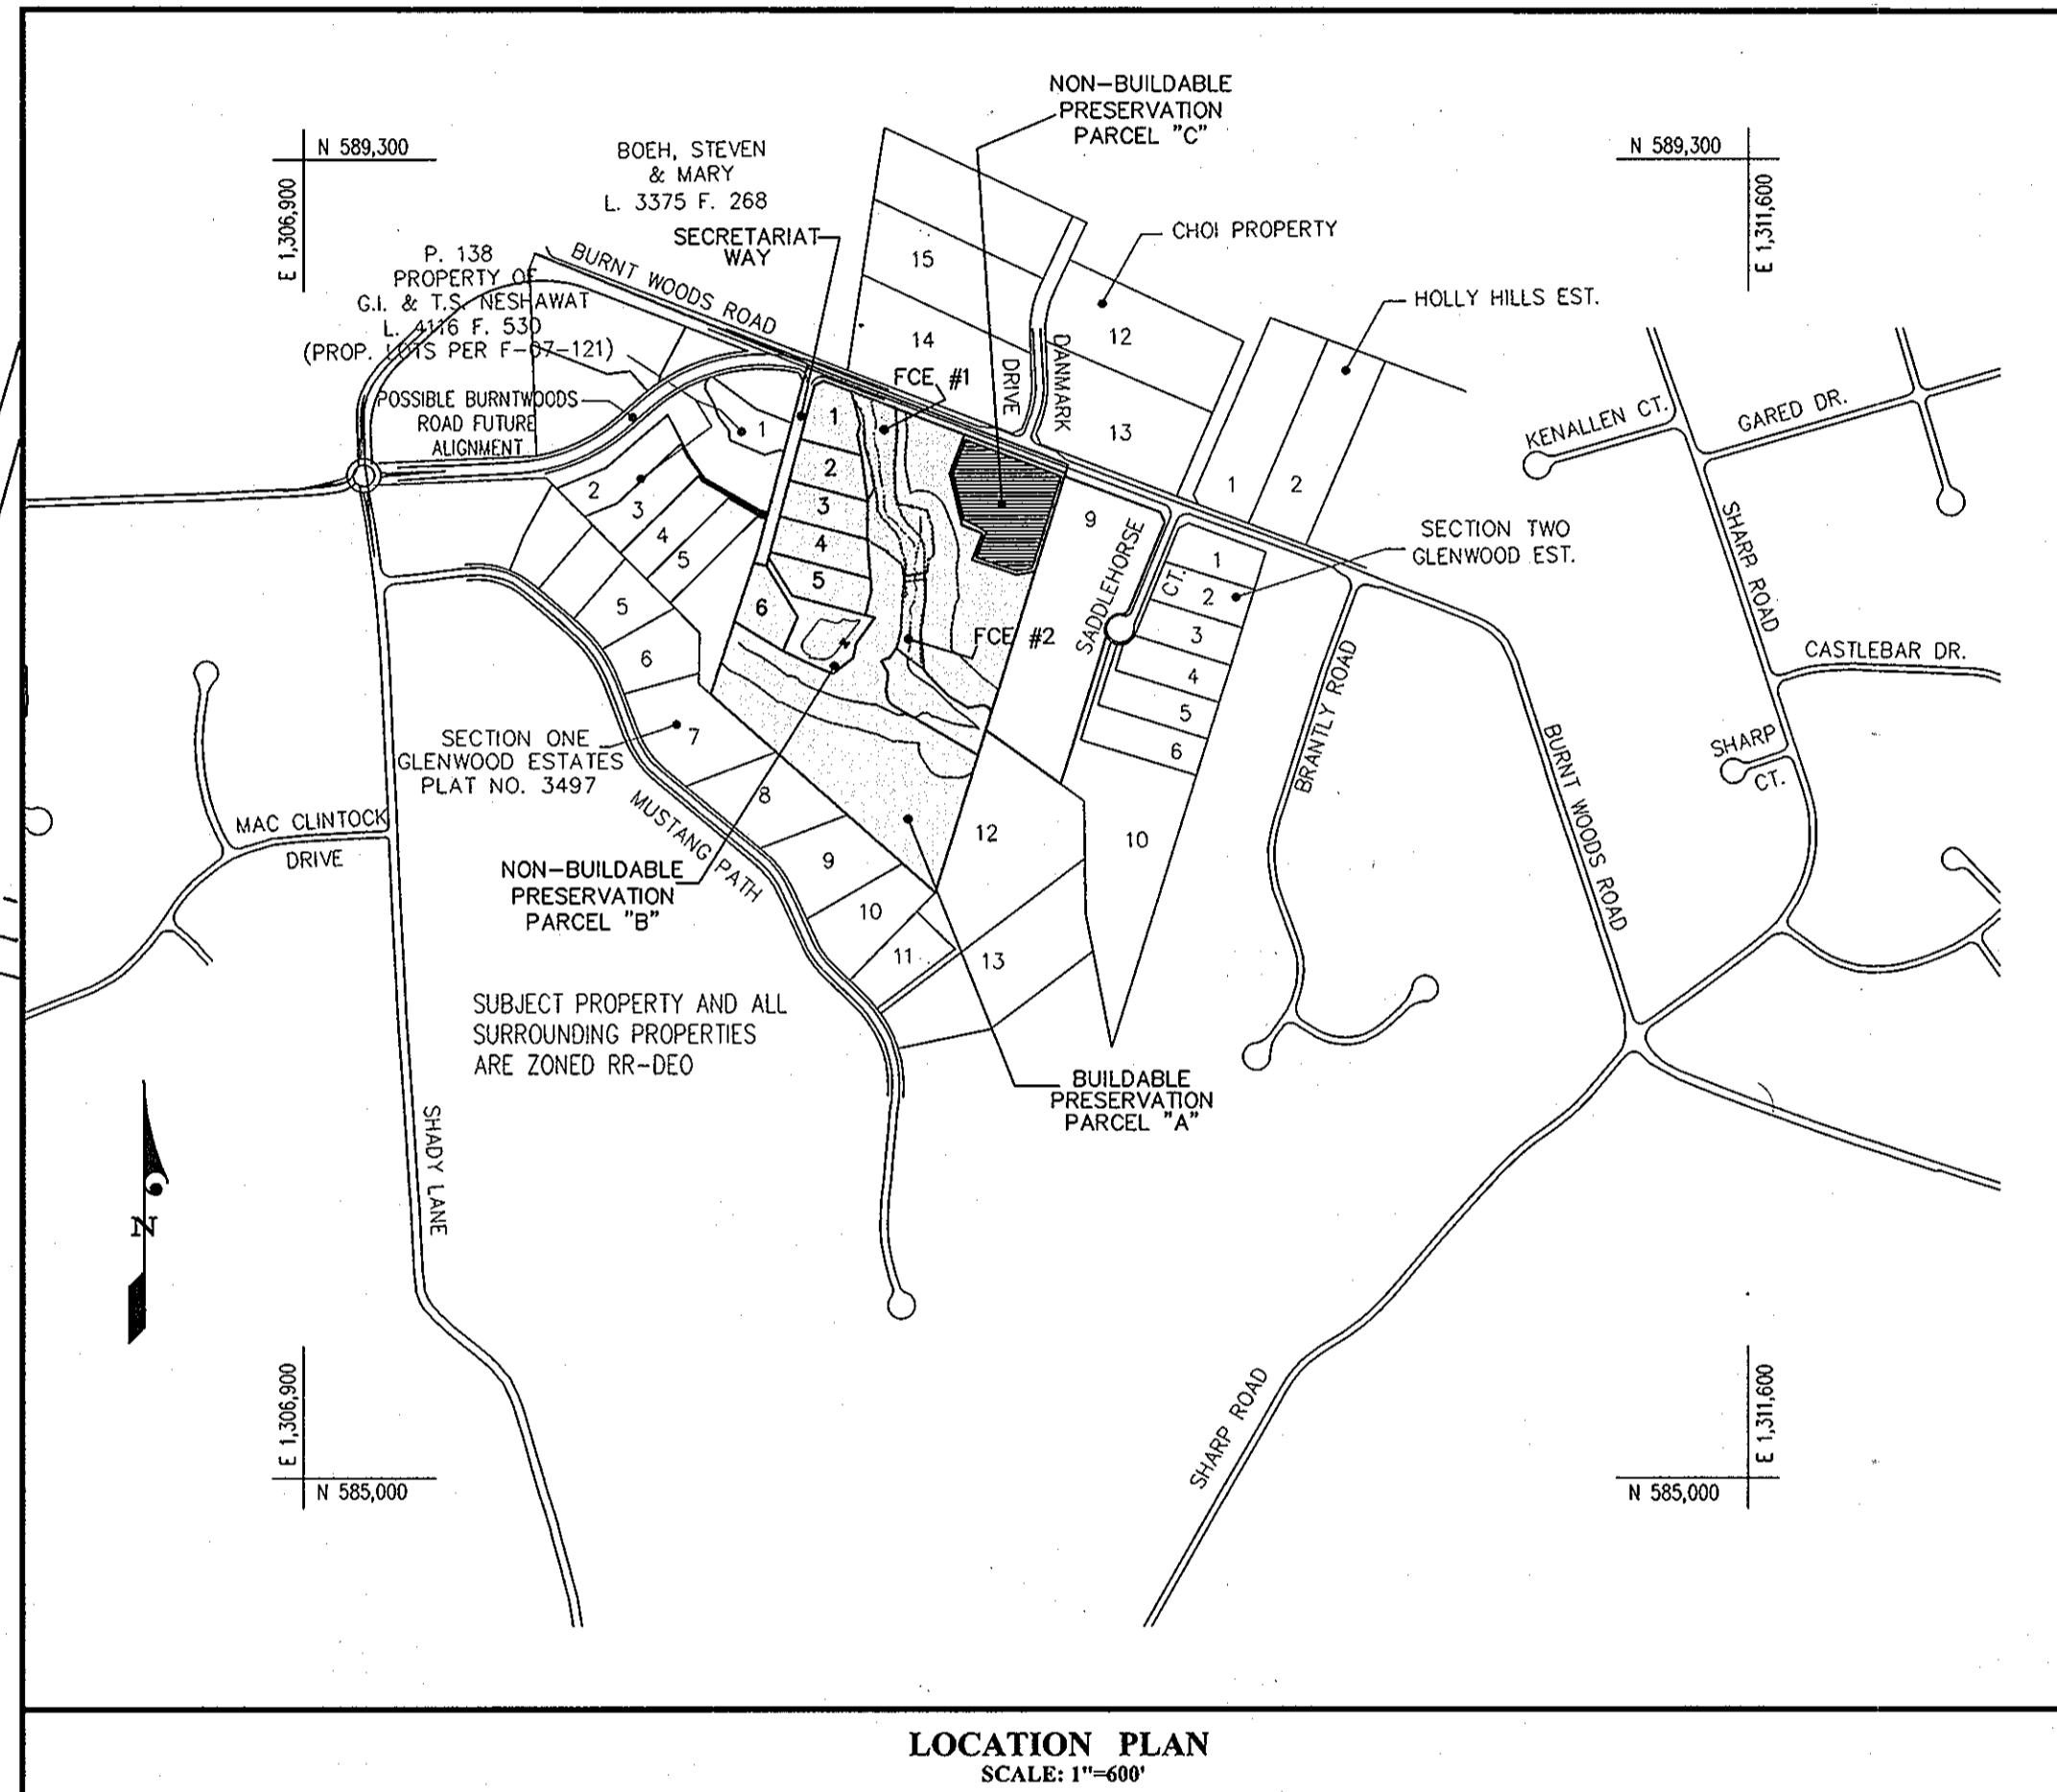 NON-BUILDABLE
PRESERVATION
PARCEL "C"
N 589,300
E 1,306,900
N 589,300
E 1,311,600
BOEH, STEVEN
& MARY
L. 3375 F. 268
SECRETARIAT
WAY
CHOI PROPERTY
P. 138
PROPERTY OF
G.I. & T.S. NESHAWAT
L. 4116 F. 530
(PROP. LOTS PER F-07-121)
BURNT WOODS ROAD
HOLLY HILLS EST.
15
14
12
13
DANMARK
DRIVE
FCE #1
POSSIBLE BURNTWOODS
ROAD FUTURE
ALIGNMENT
1
1
2
3
4
5
6
2
3
4
5
9
1
2
KENALLEN CT.
GARED DR.
SHARP ROAD
SECTION TWO
GLENWOOD EST.
SADDLEHORSE
CT.
1
2
3
4
5
6
FCE #2
5
6
7
8
9
10
11
12
13
10
CASTLEBAR DR.
SHARP
CT.
BRANTLY ROAD
BURNT WOODS ROAD
SECTION ONE
GLENWOOD ESTATES
PLAT NO. 3497
MUSTANG PATH
MAC CLINTOCK
DRIVE
NON-BUILDABLE
PRESERVATION
PARCEL "B"
SUBJECT PROPERTY AND ALL
SURROUNDING PROPERTIES
ARE ZONED RR-DEO
BUILDABLE
PRESERVATION
PARCEL "A"
SHADY LANE
N
SHARP ROAD
E 1,306,900
N 585,000
E 1,311,600
N 585,000
LOCATION PLAN
SCALE: 1"=600'